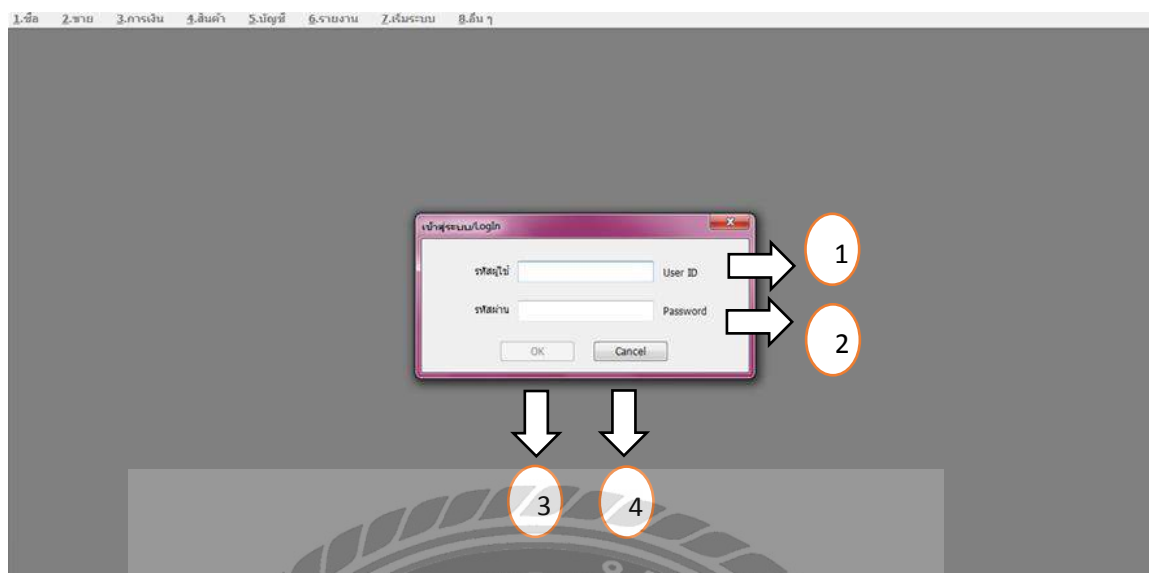 1.ซื้อ 2.ขาย 3.การเงิน 4.สินค้า 5.บัญชี 6.รายงาน 7.เริ่มระบบ 8.อื่น ๆ
เข้าสู่ระบบ/Login
1
รหัสผู้ใช้ User ID
รหัสผ่าน Password
2
OK Cancel
3 4